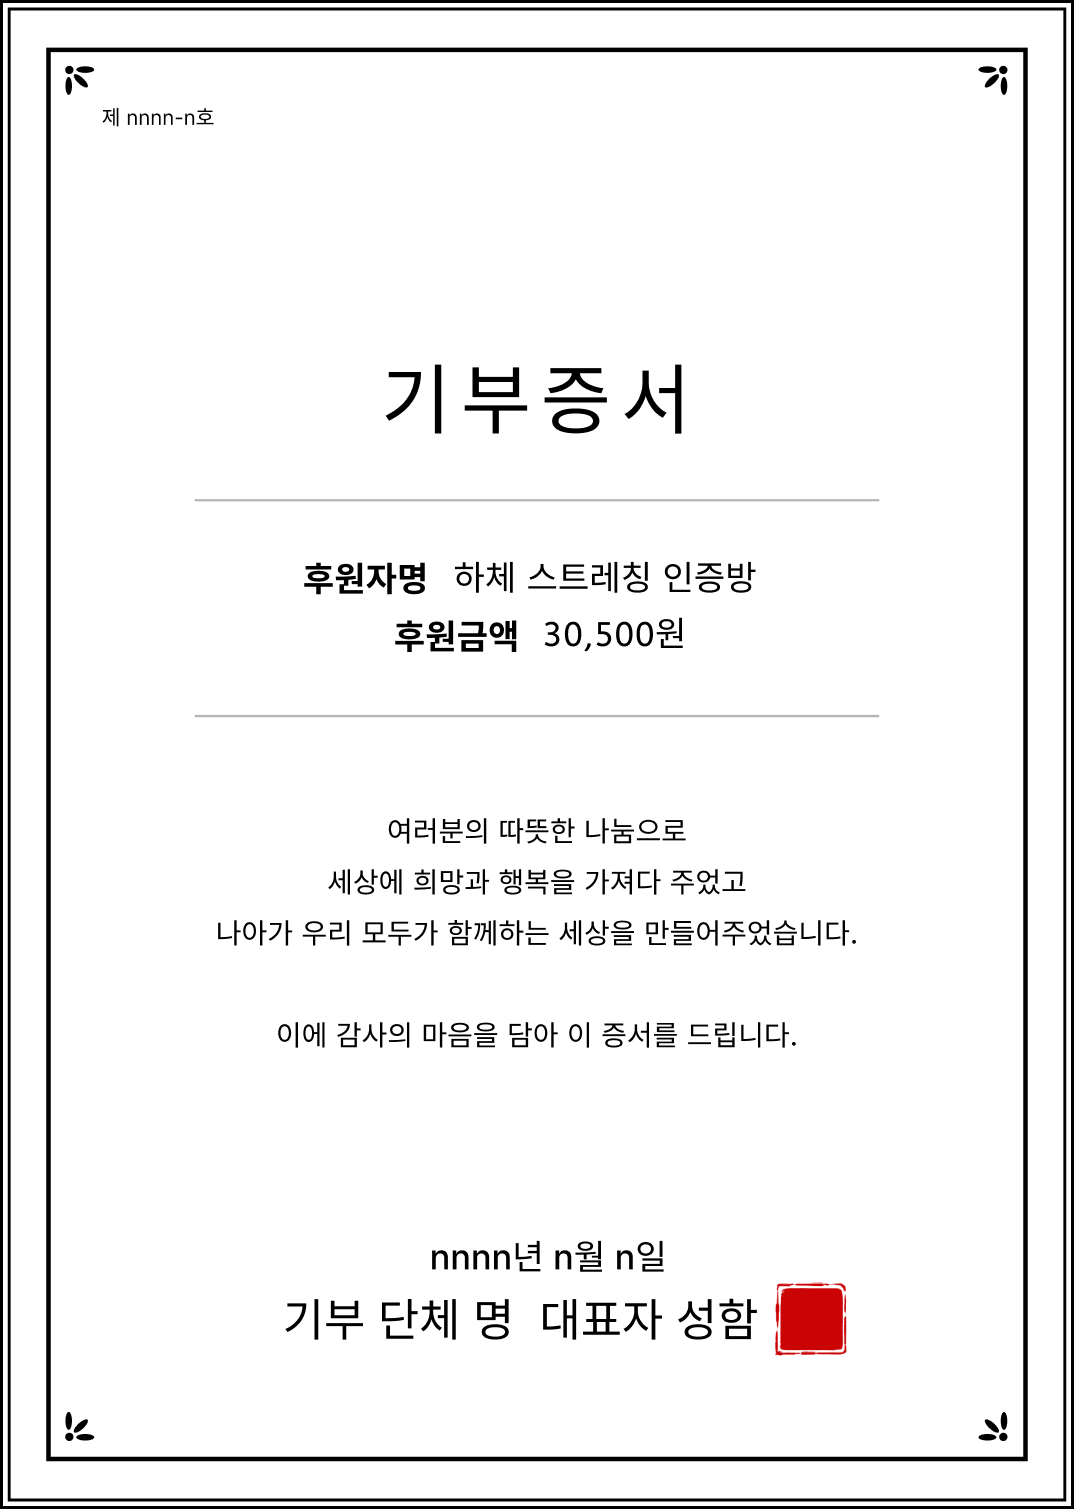 제 nnnn-n호
기부증서
후원자명 하체 스트레칭 인증방
후원금액 30,500원
여러분의 따뜻한 나눔으로
세상에 희망과 행복을 가져다 주었고
나아가 우리 모두가 함께하는 세상을 만들어주었습니다.
이에 감사의 마음을 담아 이 증서를 드립니다.
nnnn년 n월 n일
기부 단체 명 대표자 성함